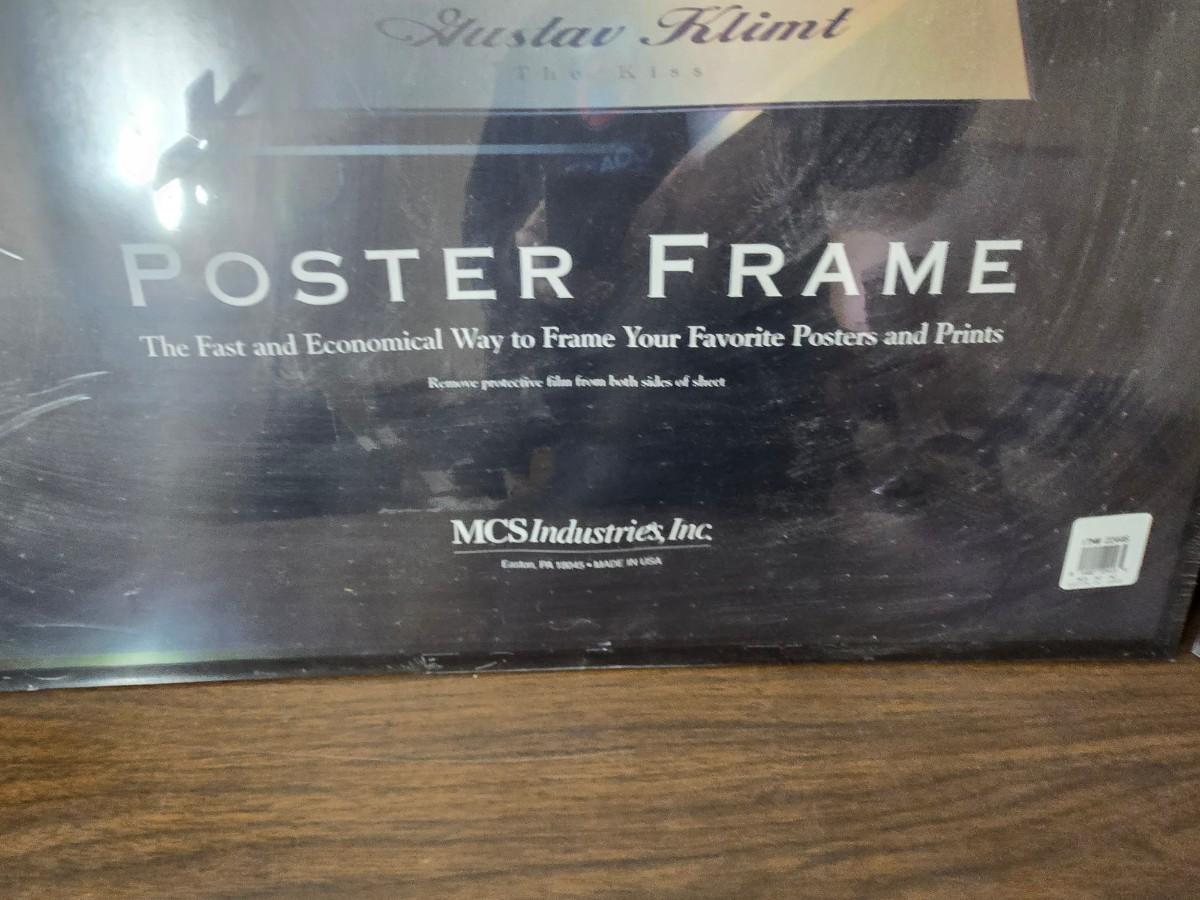 Gustav Klimt
The Kiss
POSTER FRAME
The Fast and Economical Way to Frame Your Favorite Posters and Prints
Remove protective film from both sides of sheet
MCS Industries, Inc.
Easton, PA 18045 • MADE IN USA